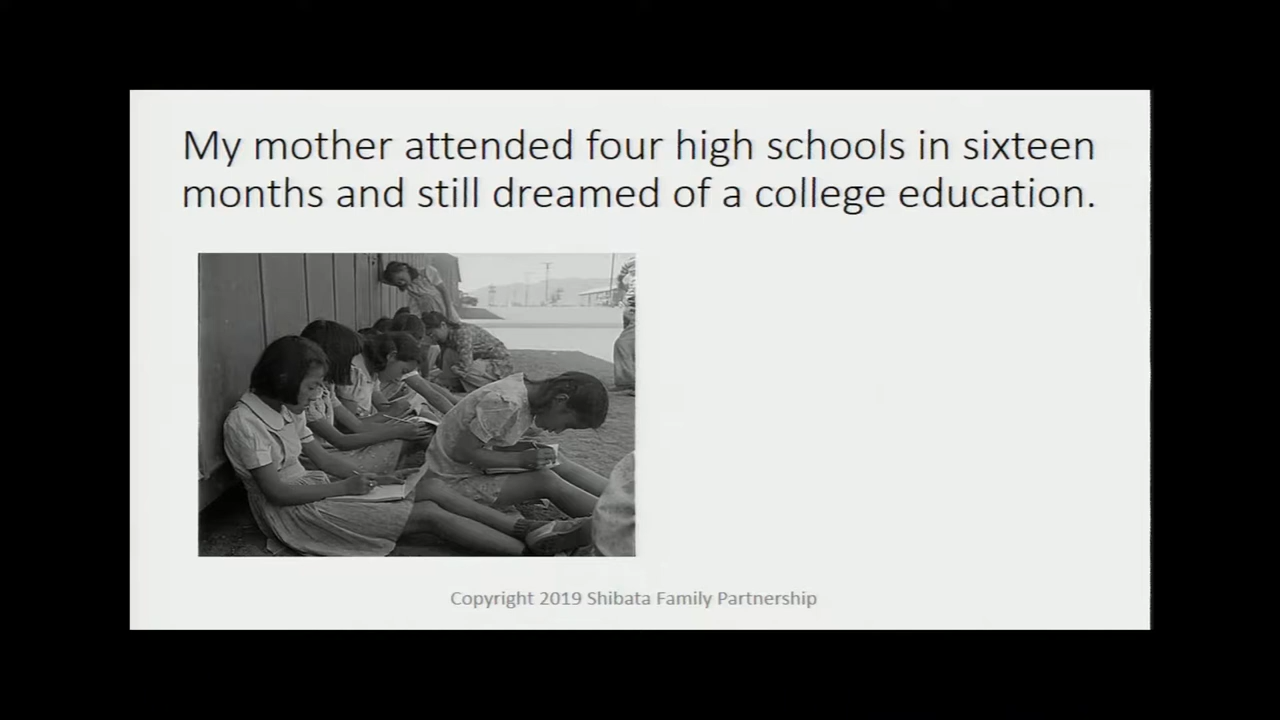 My mother attended four high schools in sixteen
months and still dreamed of a college education.
Copyright 2019 Shibata Family Partnership